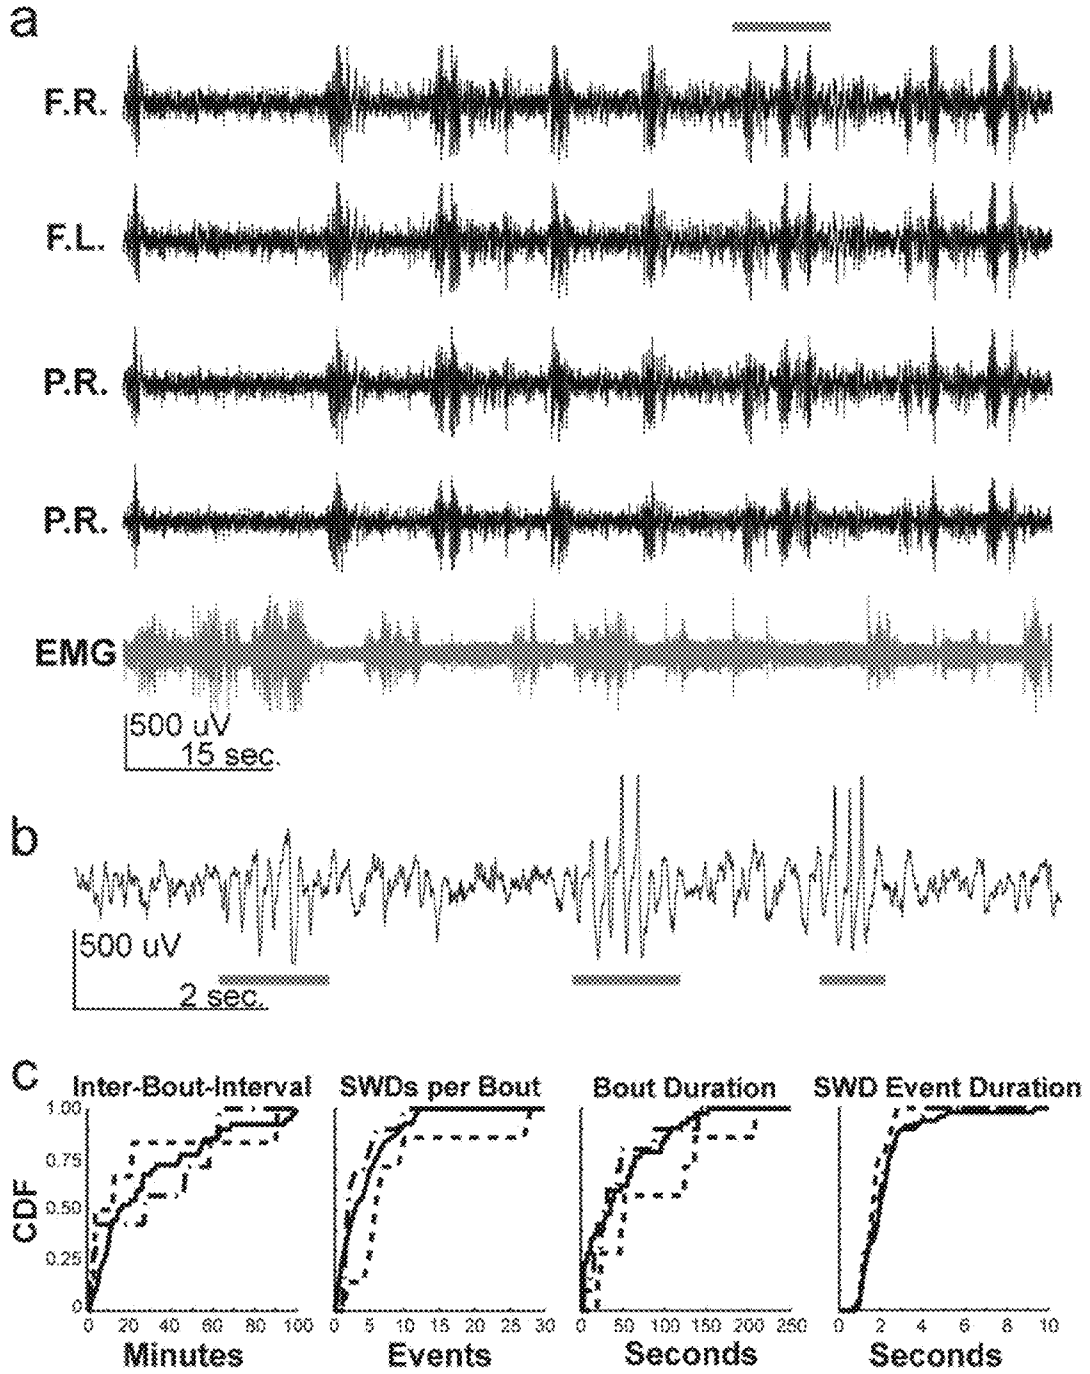 a
F.R.
F.L.
P.R.
P.R.
EMG
500 uV
15 sec.
b
500 uV
2 sec.
c
Inter-Bout-Interval SWDs per Bout Bout Duration SWD Event Duration
1.00
0.75
0.50
0.25
0
CDF
0 20 40 60 80 100 0 5 10 15 20 25 30 0 50 100 150 200 250 0 2 4 6 8 10
Minutes Events Seconds Seconds